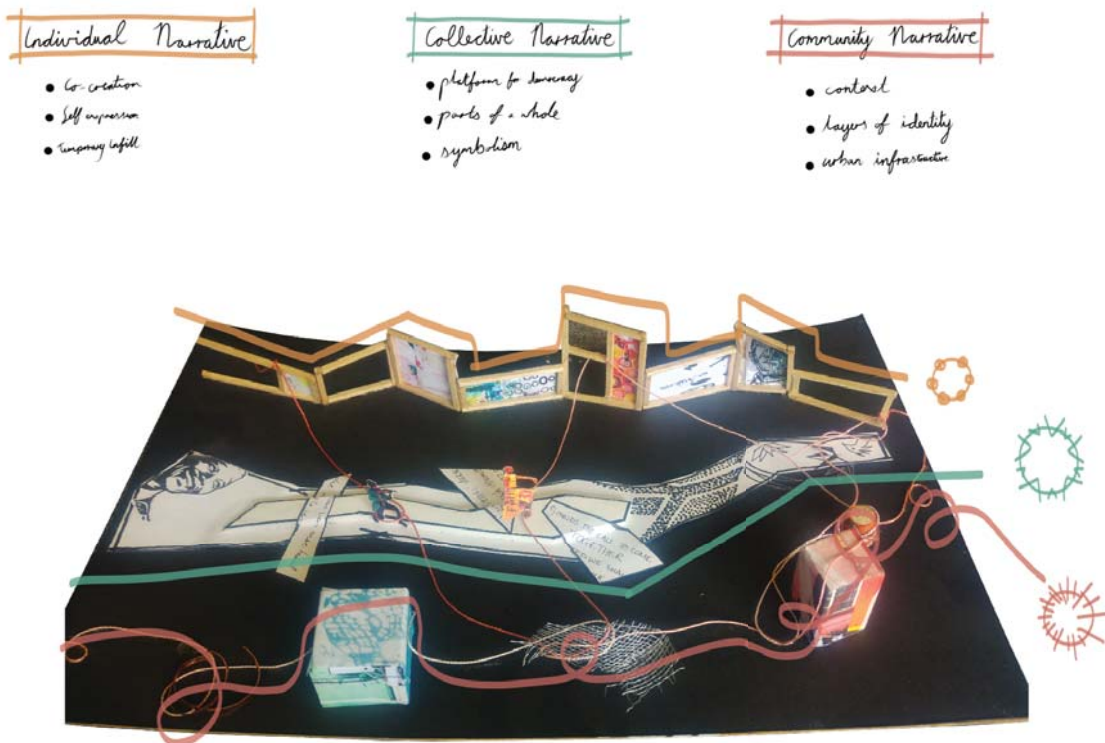 Individual Narrative
Co-creation
Self expression
Temporary infill
Collective Narrative
platform for democracy
parts of a whole
symbolism
Community Narrative
context
layers of identity
urban infrastructure
TOGETHER